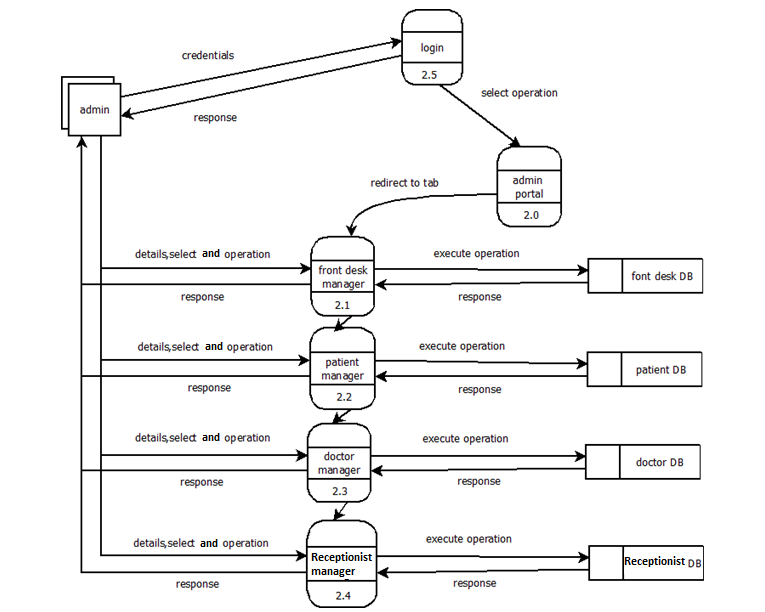 login
credentials
2.5
select operation
admin
response
admin
portal
redirect to tab
2.0
details,select and operation
execute operation
front desk
manager
font desk DB
response
response
2.1
details,select and operation
execute operation
patient
manager
patient DB
response
response
2.2
details,select and operation
execute operation
doctor
manager
doctor DB
response
response
2.3
details,select and operation
execute operation
Receptionist
manager
Receptionist DB
response
response
2.4